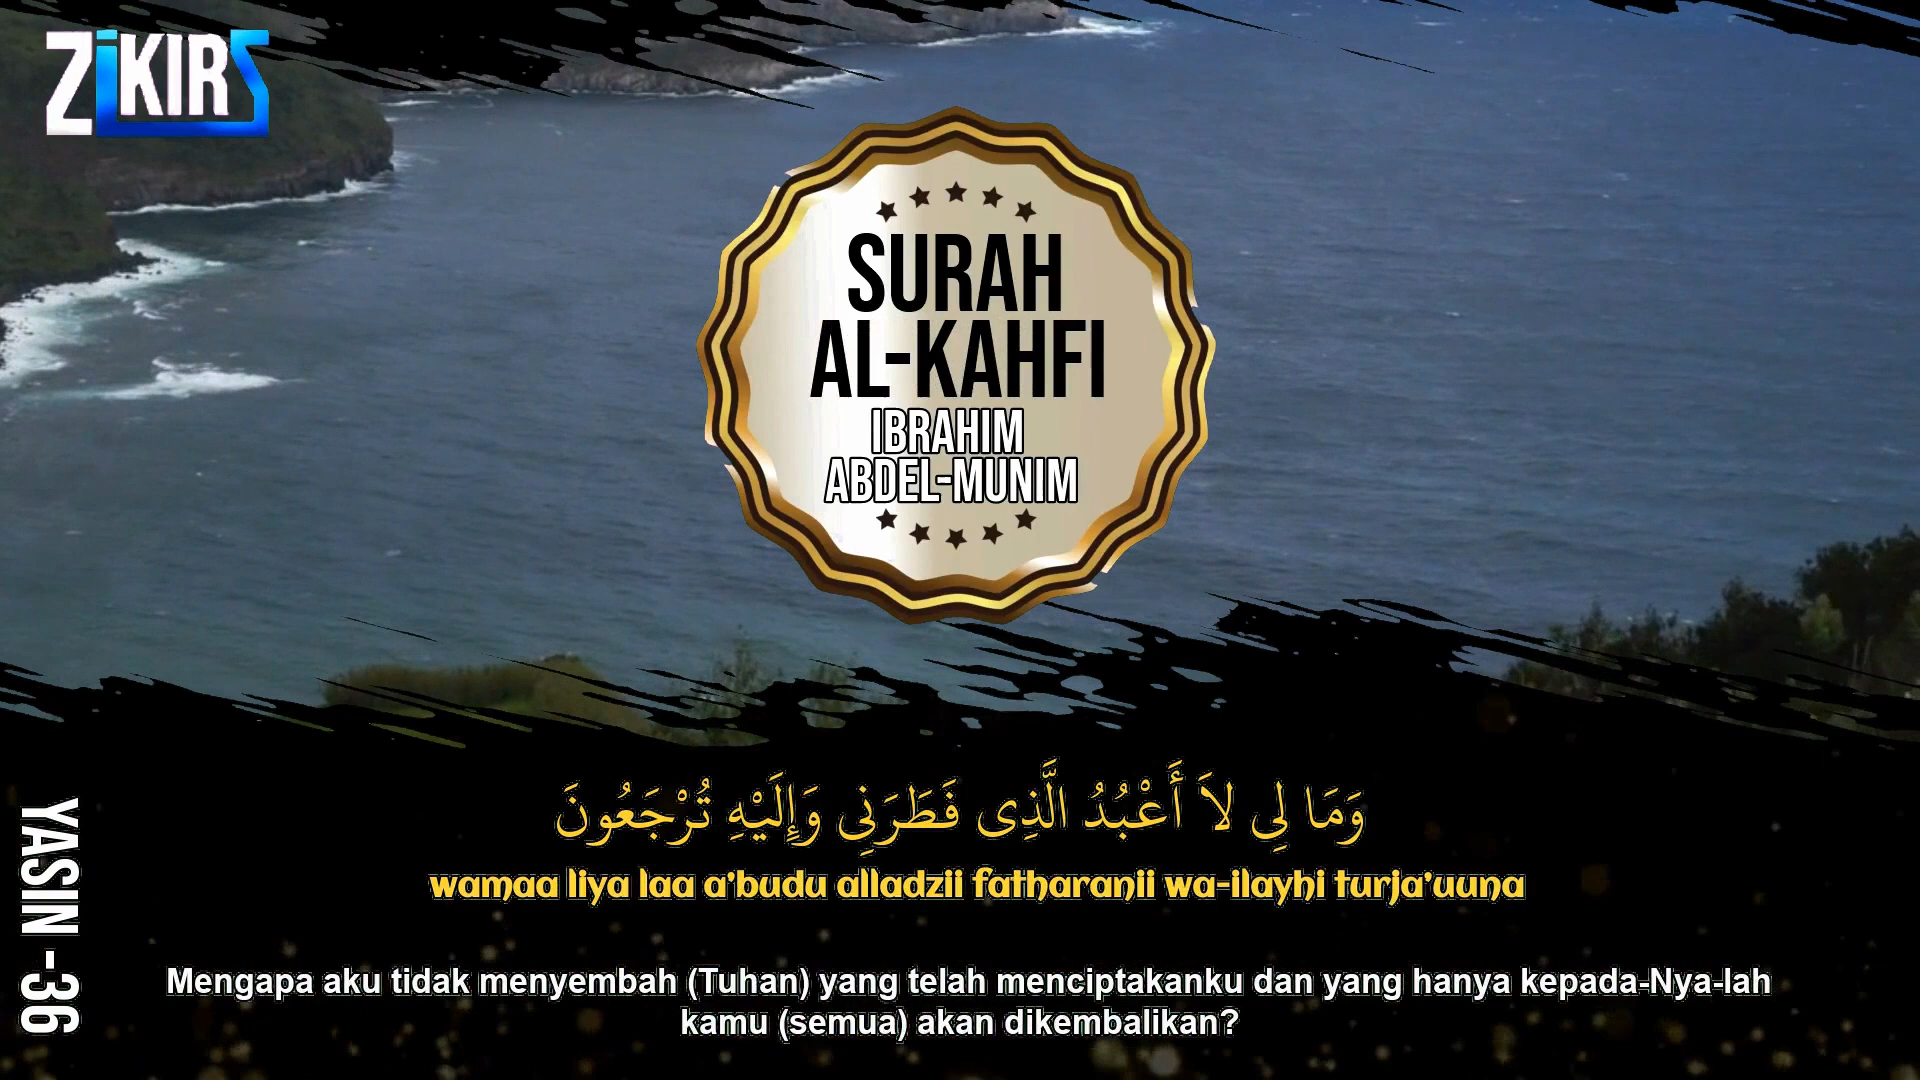 ZiKIRS
SURAH
AL-KAHFI
IBRAHIM
ABDEL-MUNIM
وَمَا لِي لاَ أَعْبُدُ الَّذِى فَطَرَنِى وَإِلَيْهِ تُرْجَعُونَ
wamaa liya laa a'budu alladzii fatharanii wa-ilayhi turja'uuna
Mengapa aku tidak menyembah (Tuhan) yang telah menciptakanku dan yang hanya kepada-Nya-lah
kamu (semua) akan dikembalikan?
YASIN -36